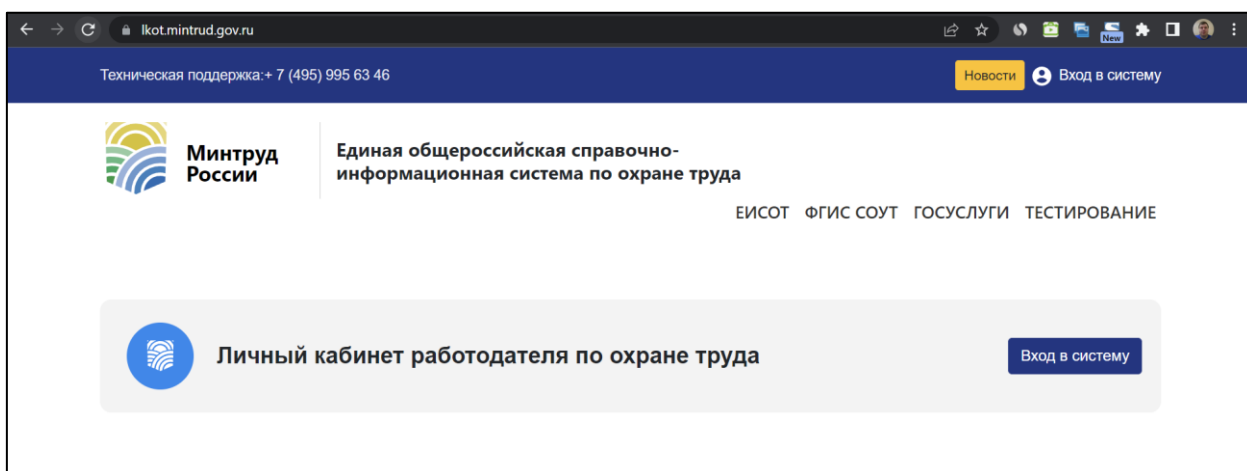 lkot.mintrud.gov.ru
New
Техническая поддержка:+ 7 (495) 995 63 46
Новости
Вход в систему
Минтруд
России
Единая общероссийская справочно-
информационная система по охране труда
ЕИСОТ ФГИС СОУТ ГОСУСЛУГИ ТЕСТИРОВАНИЕ
Личный кабинет работодателя по охране труда
Вход в систему